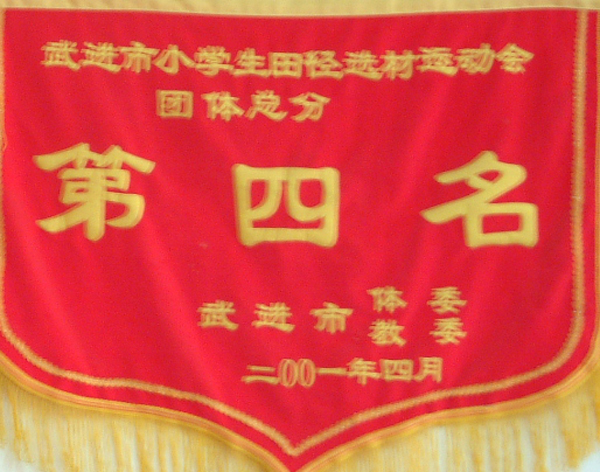 武进市小学生田径选材运动会
团体总分
第四名
武进市体委
教委
二00一年四月